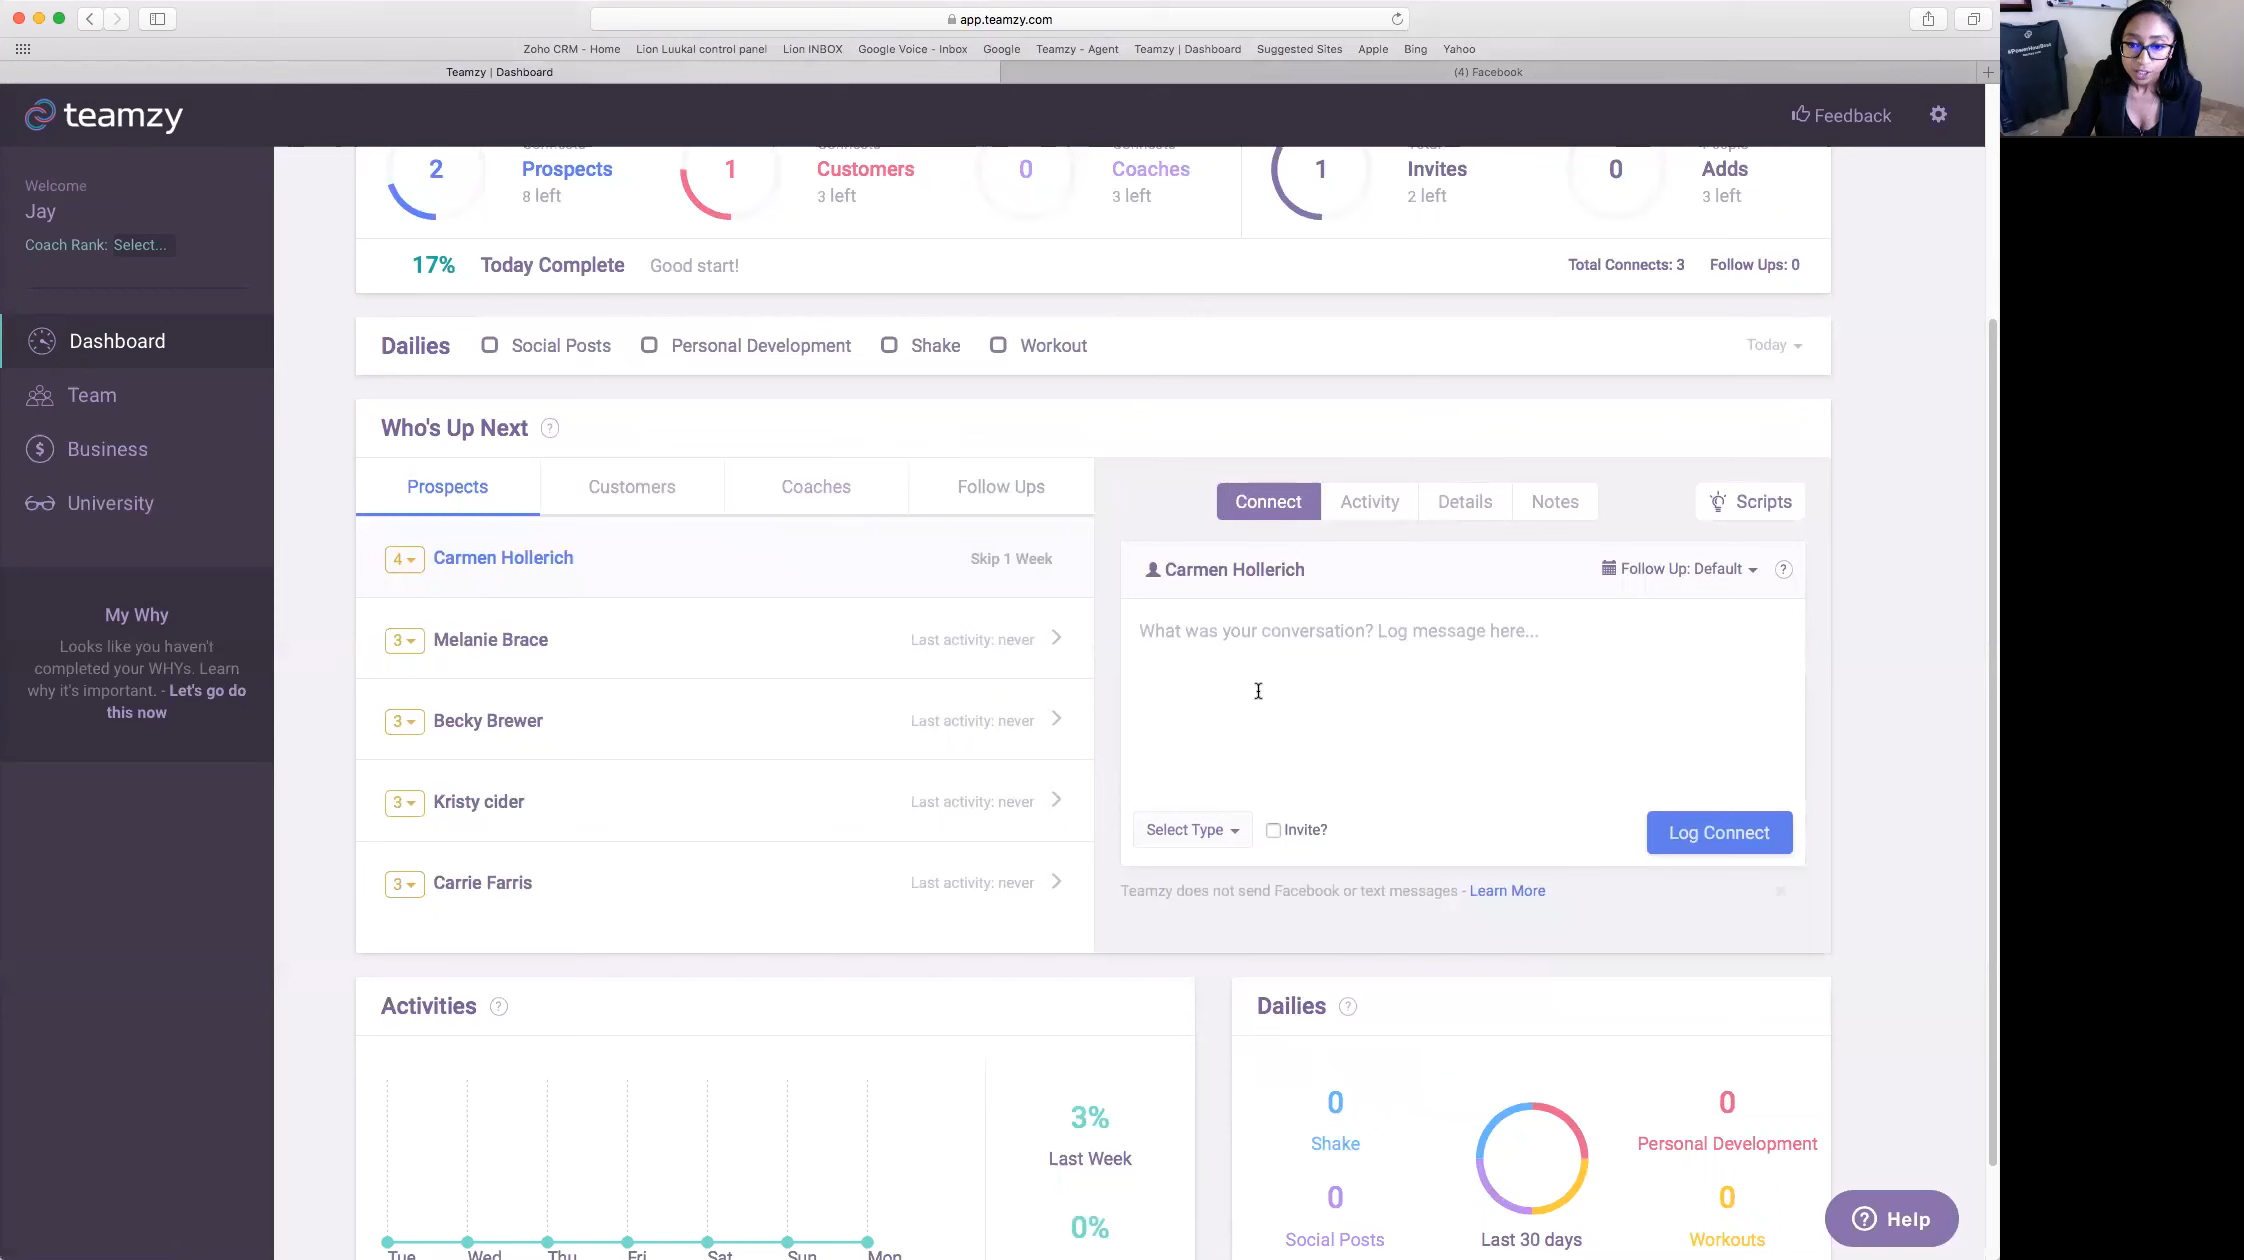 app.teamzy.com
Zoho CRM - Home Lion Luukal control panel Lion INBOX Google Voice - Inbox Google Teamzy - Agent Teamzy | Dashboard Suggested Sites Apple Bing Yahoo
Teamzy | Dashboard (4) Facebook
teamzy Feedback
Welcome
Jay
Coach Rank: Select...
Dashboard
Team
Business
University
My Why
Looks like you haven't
completed your WHYs. Learn
why it's important. - Let's go do
this now
2 Prospects
8 left
1 Customers
3 left
0 Coaches
3 left
1 Invites
2 left
0 Adds
3 left
17% Today Complete Good start! Total Connects: 3 Follow Ups: 0
Dailies Social Posts Personal Development Shake Workout Today
Who's Up Next ?
Prospects Customers Coaches Follow Ups
4 Carmen Hollerich Skip 1 Week
3 Melanie Brace Last activity: never
3 Becky Brewer Last activity: never
3 Kristy cider Last activity: never
3 Carrie Farris Last activity: never
Connect Activity Details Notes Scripts
Carmen Hollerich Follow Up: Default ?
What was your conversation? Log message here...
Select Type Invite? Log Connect
Teamzy does not send Facebook or text messages - Learn More
Activities ?
3%
Last Week
0%
Tue Wed Thu Fri Sat Sun Mon
Dailies ?
0 0
Shake Personal Development
0 0
Social Posts Last 30 days Workouts
? Help